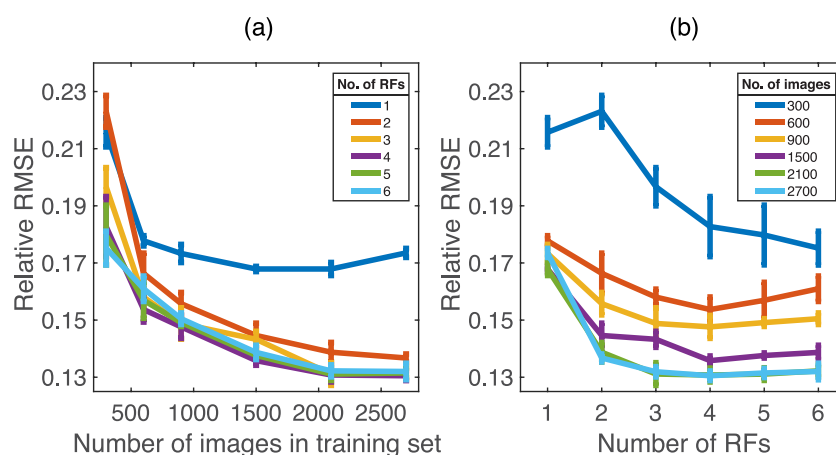 (a)
Relative RMSE
0.23
0.21
0.19
0.17
0.15
0.13
500 1000 1500 2000 2500
Number of images in training set
No. of RFs
1
2
3
4
5
6
(b)
Relative RMSE
0.23
0.21
0.19
0.17
0.15
0.13
1 2 3 4 5 6
Number of RFs
No. of images
300
600
900
1500
2100
2700